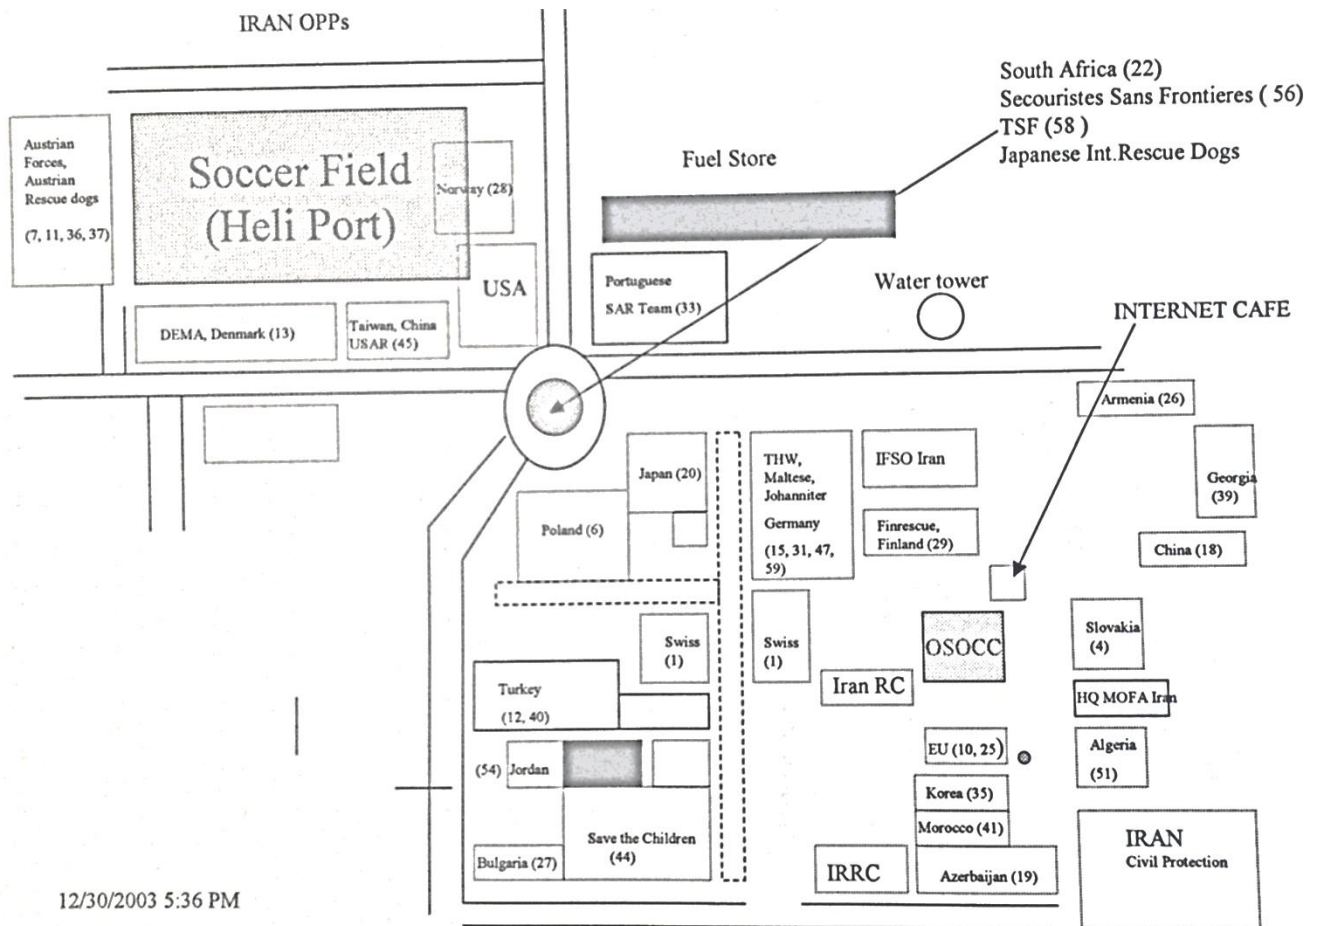 IRAN OPPs
South Africa (22)
Secouristes Sans Frontieres ( 56)
TSF (58 )
Japanese Int.Rescue Dogs
Austrian
Forces,
Austrian
Rescue dogs
(7, 11, 36, 37)
Soccer Field
(Heli Port)
Norway (28)
USA
Fuel Store
Portuguese
SAR Team (33)
Water tower
INTERNET CAFE
DEMA, Denmark (13)
Taiwan, China
USAR (45)
Armenia (26)
Japan (20)
Poland (6)
THW,
Maltese,
Johanniter
Germany
(15, 31, 47,
59)
IFSO Iran
Finrescue,
Finland (29)
Georgia
(39)
China (18)
Swiss
(1)
Swiss
(1)
OSOCC
Slovakia
(4)
Iran RC
HQ MOFA Iran
Turkey
(12, 40)
EU (10, 25)
Algeria
(51)
(54) Jordan
Korea (35)
Morocco (41)
Save the Children
(44)
Bulgaria (27)
IRRC
Azerbaijan (19)
IRAN
Civil Protection
12/30/2003 5:36 PM